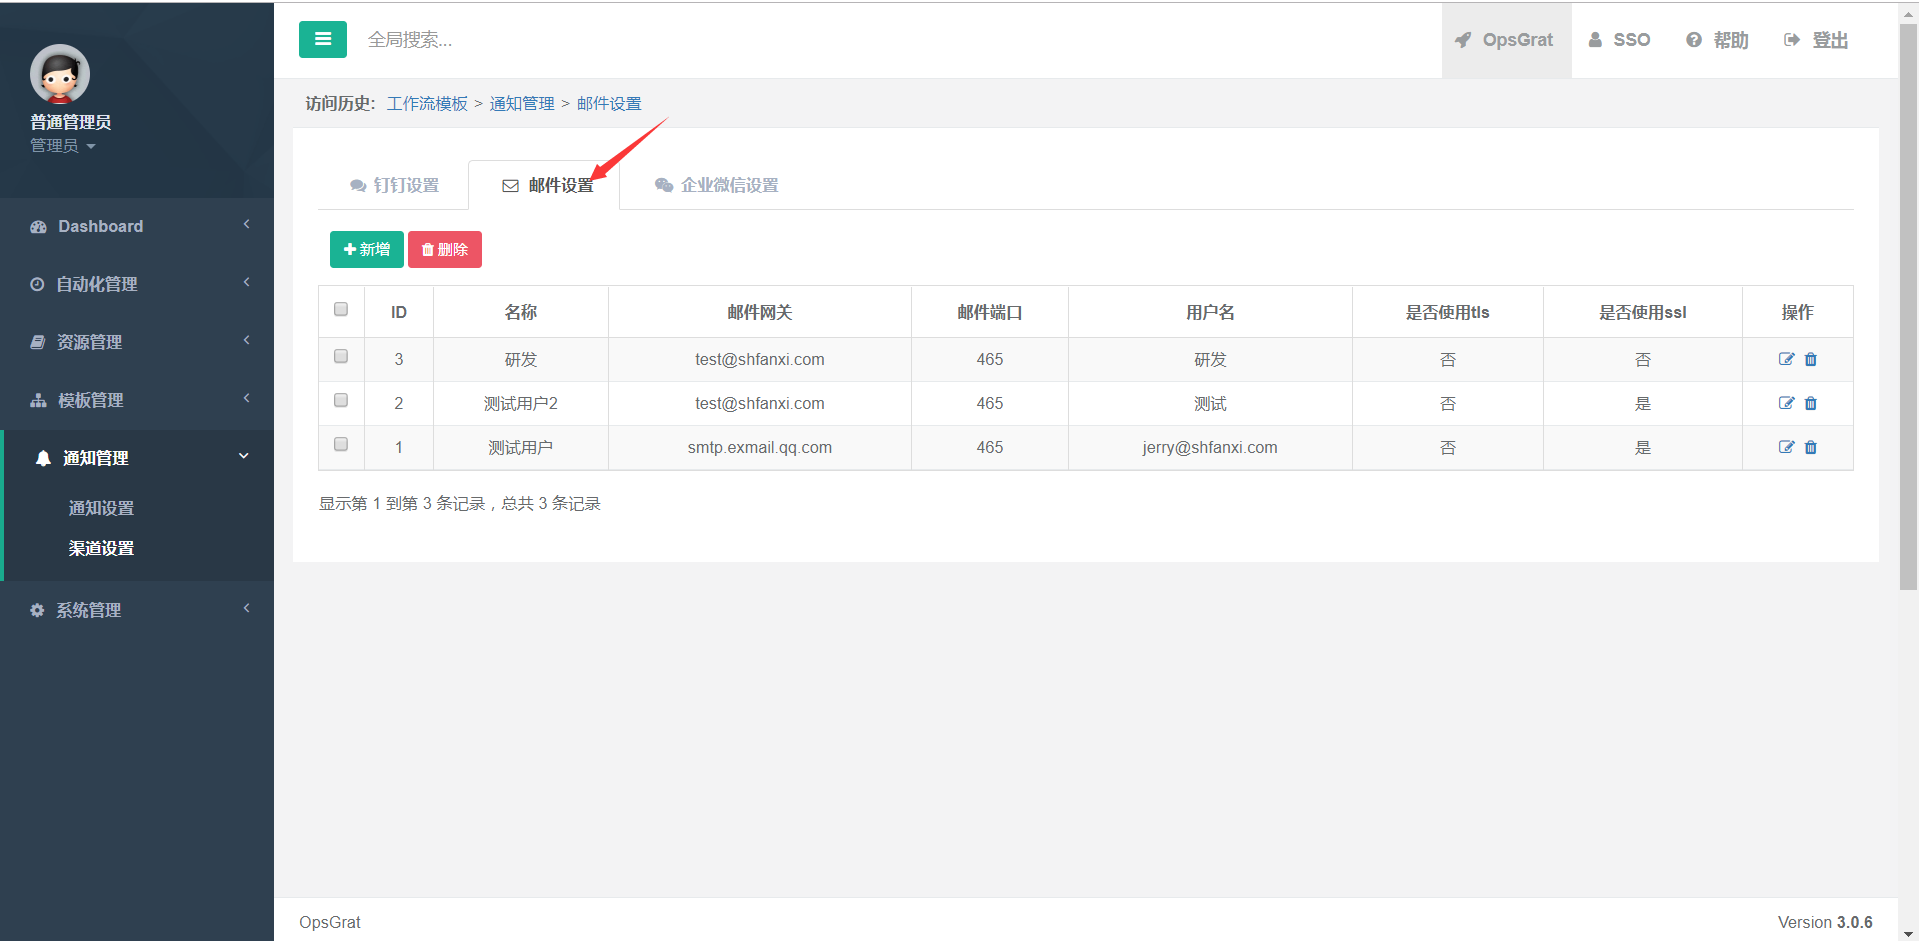 普通管理员
管理员
Dashboard
自动化管理
资源管理
模板管理
通知管理
通知设置
渠道设置
系统管理
全局搜索...
OpsGrat SSO 帮助 登出
访问历史: 工作流模板 > 通知管理 > 邮件设置
钉钉设置 邮件设置 企业微信设置
新增 删除
ID 名称 邮件网关 邮件端口 用户名 是否使用tls 是否使用ssl 操作
3 研发 test@shfanxi.com 465 研发 否 否
2 测试用户2 test@shfanxi.com 465 测试 否 是
1 测试用户 smtp.exmail.qq.com 465 jerry@shfanxi.com 否 是
显示第 1 到第 3 条记录，总共 3 条记录
OpsGrat Version 3.0.6